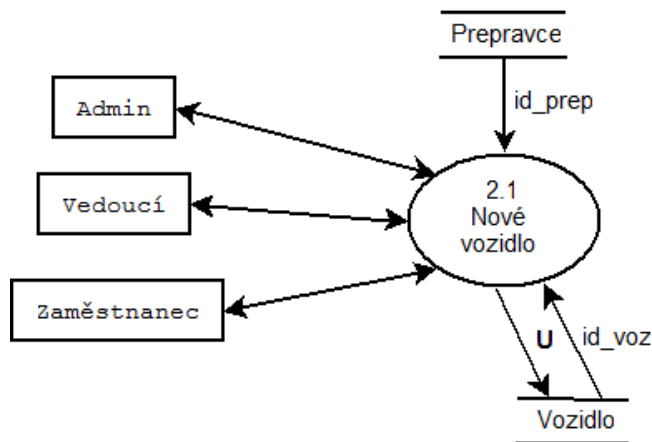 Prepravce
id_prep
Admin
Vedoucí
Zaměstnanec
2.1
Nové
vozidlo
U
id_voz
Vozidlo